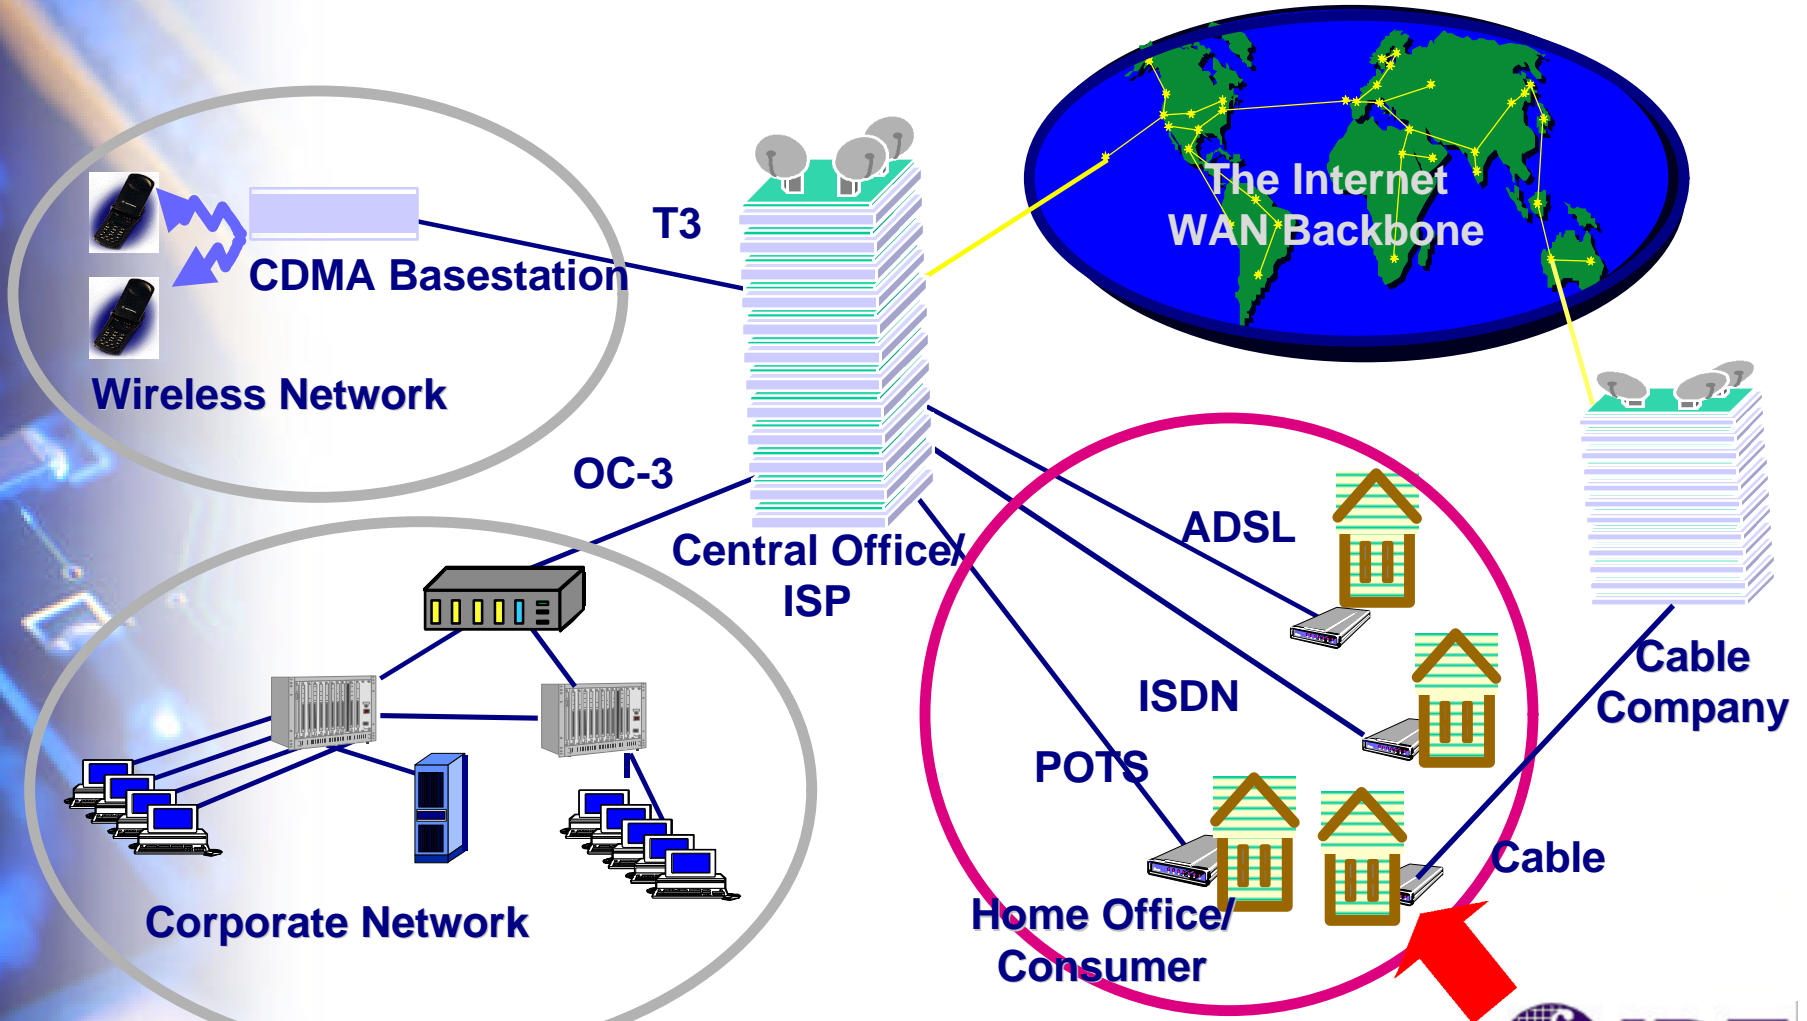 The Internet
WAN Backbone
T3
CDMA Basestation
Wireless Network
OC-3
Central Office/
ISP
ADSL
ISDN
POTS
Cable
Company
Cable
Corporate Network
Home Office/
Consumer